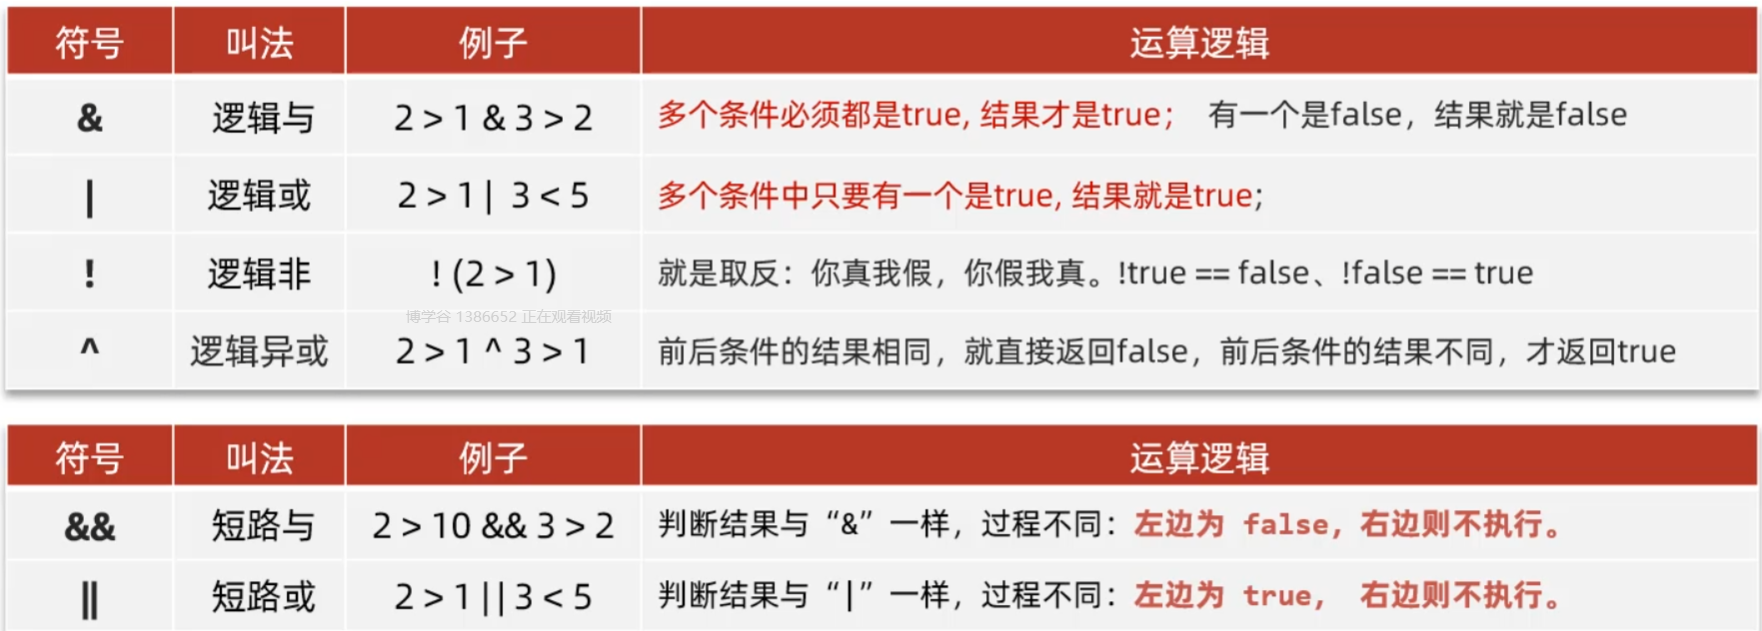 符号 叫法 例子 运算逻辑
& 逻辑与 2 > 1 & 3 > 2 多个条件必须都是true, 结果才是true； 有一个是false，结果就是false
| 逻辑或 2 > 1 | 3 < 5 多个条件中只要有一个是true, 结果就是true;
! 逻辑非 ! (2 > 1) 就是取反：你真我假，你假我真。!true == false、!false == true
博学谷 1386652 正在观看视频
^ 逻辑异或 2 > 1 ^ 3 > 1 前后条件的结果相同，就直接返回false，前后条件的结果不同，才返回true
符号 叫法 例子 运算逻辑
&& 短路与 2 > 10 && 3 > 2 判断结果与“&”一样，过程不同：左边为 false，右边则不执行。
|| 短路或 2 > 1 || 3 < 5 判断结果与“|”一样，过程不同：左边为 true， 右边则不执行。